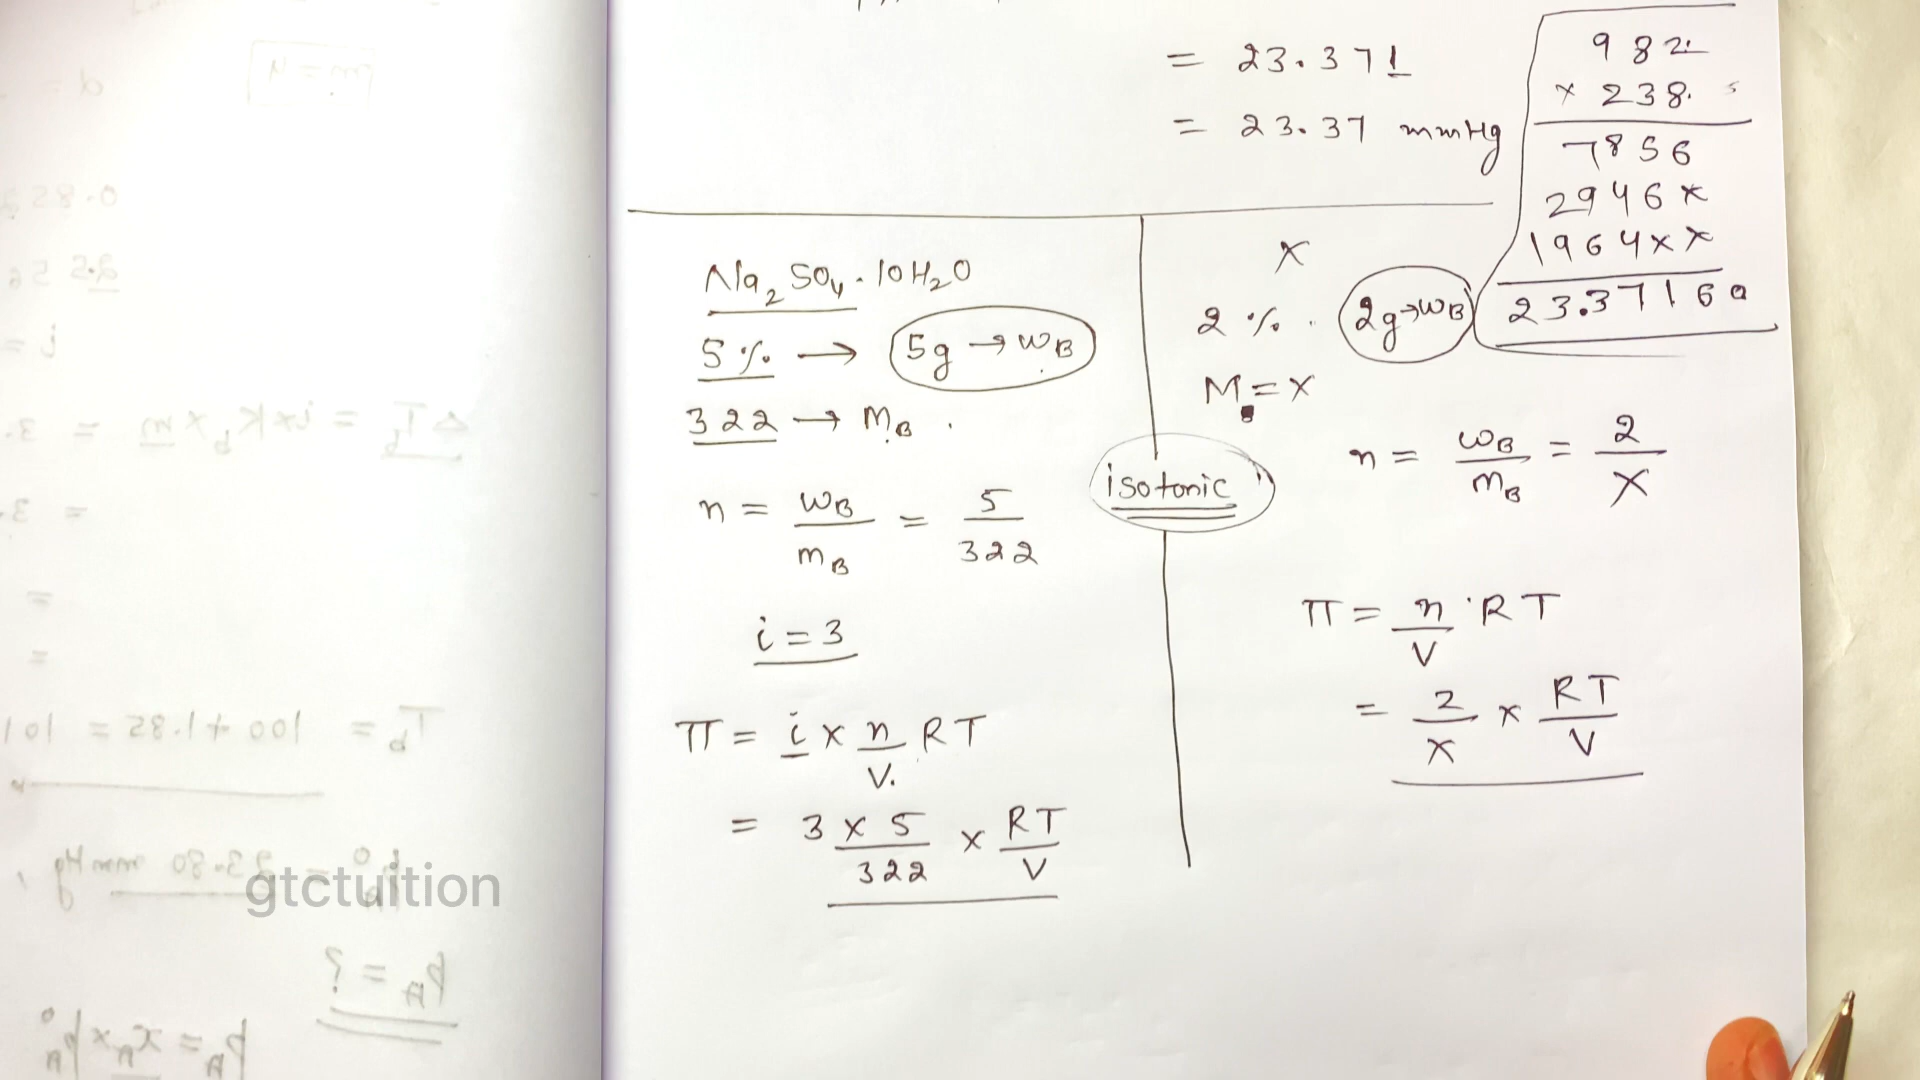 = 23.371
= 23.37 mmHg
982
× 238
7856
2946×
1964××
23.37160
Na₂SO₄·10H₂O
5% → 5g → wB
322 → mB
n = wB/mB = 5/322
i = 3
π = i × n/V. RT
= 3 × 5/322 × RT/V
isotonic
X
2% 2g → wB
M = X
n = wB/mB = 2/X
π = n/V · RT
= 2/X × RT/V
gtctuition